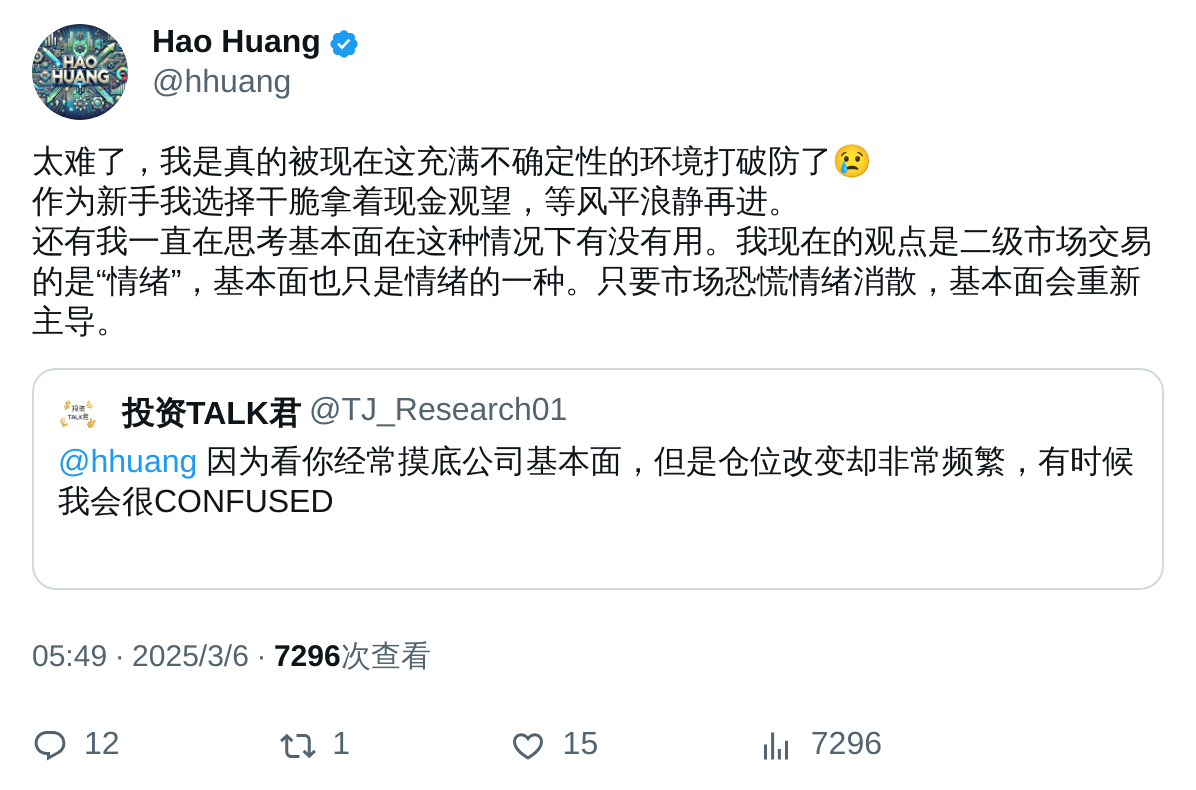 HAO
HUANG
Hao Huang
@hhuang
太难了，我是真的被现在这充满不确定性的环境打破防了😢
作为新手我选择干脆拿着现金观望，等风平浪静再进。
还有我一直在思考基本面在这种情况下有没有用。我现在的观点是二级市场交易
的是“情绪”，基本面也只是情绪的一种。只要市场恐慌情绪消散，基本面会重新
主导。
投资
TALK君
投资TALK君 @TJ_Research01
@hhuang 因为看你经常摸底公司基本面，但是仓位改变却非常频繁，有时候
我会很CONFUSED
05:49 · 2025/3/6 · 7296次查看
12 1 15 7296